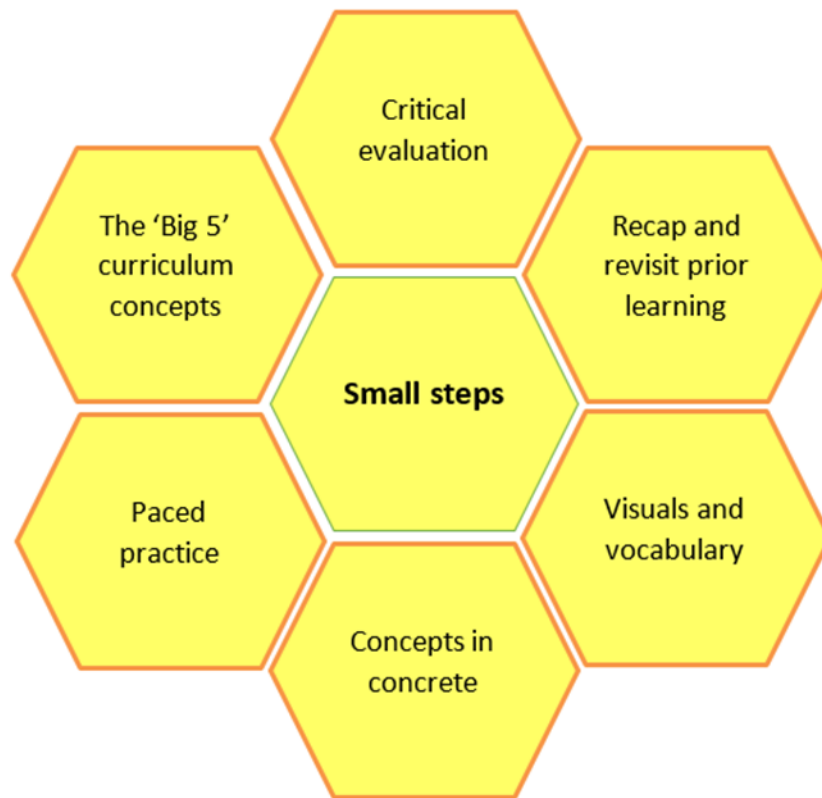 Critical
evaluation
The ‘Big 5’
curriculum
concepts
Recap and
revisit prior
learning
Small steps
Paced
practice
Visuals and
vocabulary
Concepts in
concrete